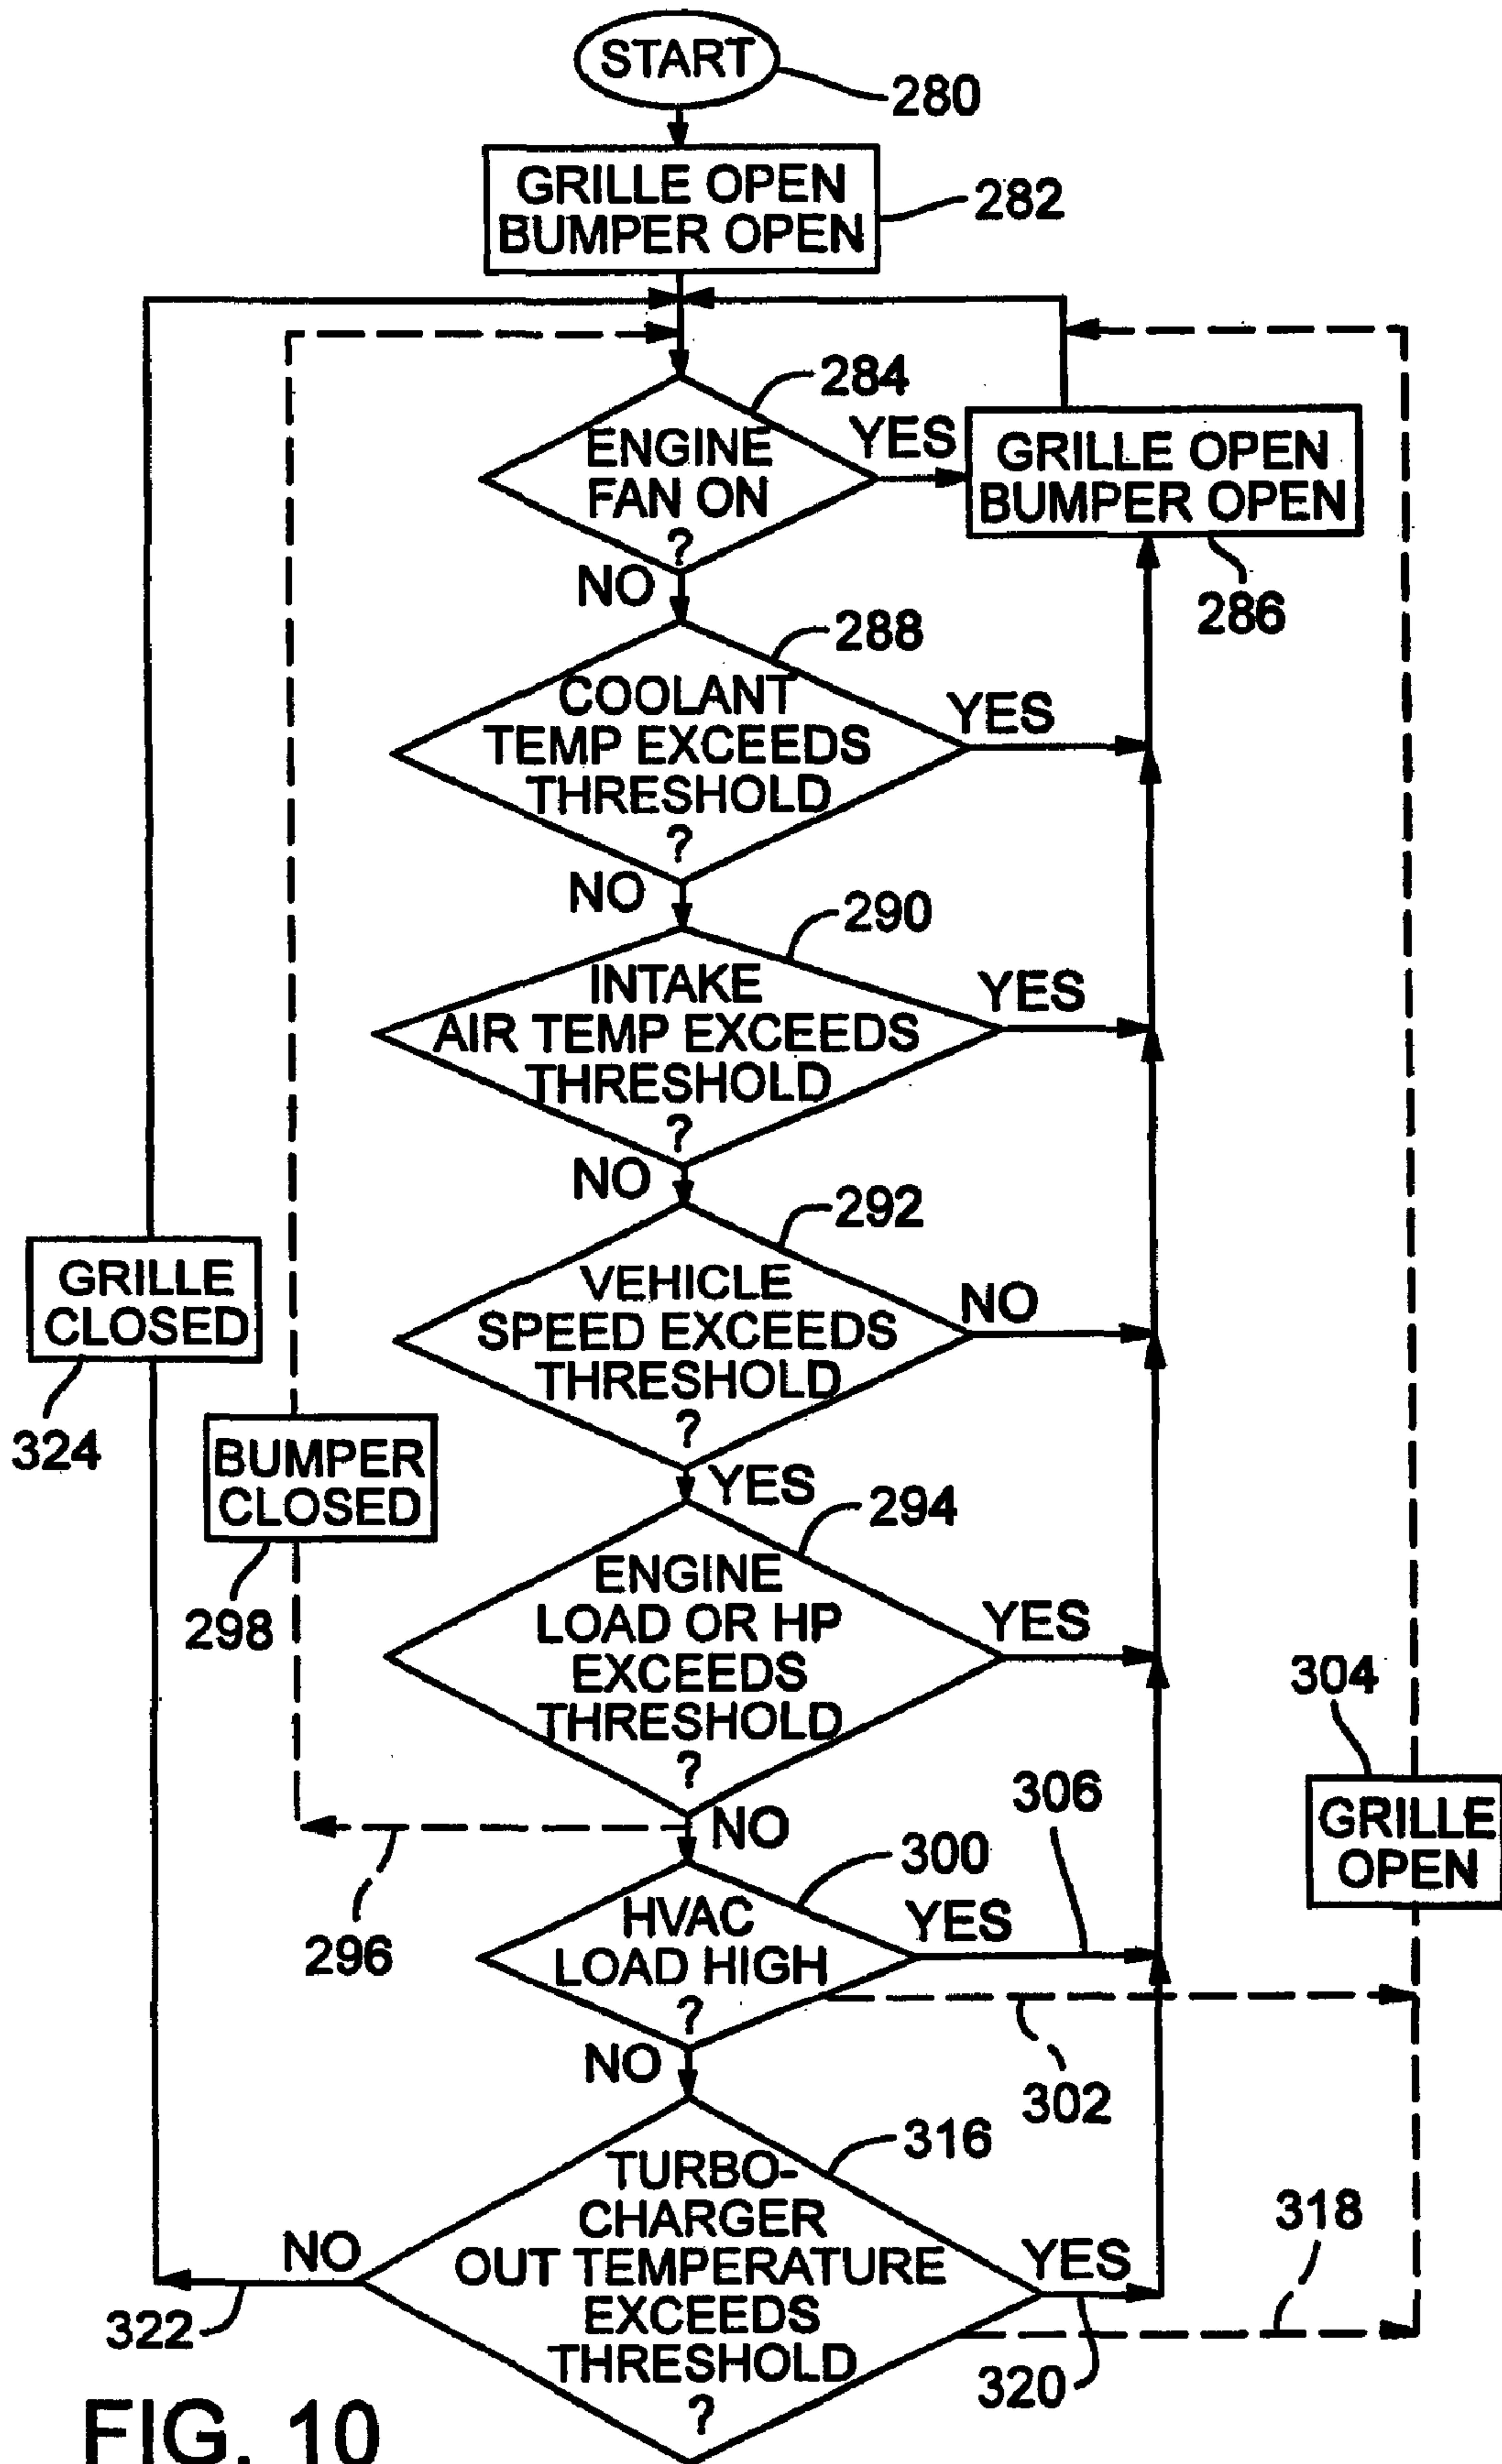 START
280
GRILLE OPEN
BUMPER OPEN
282
284
ENGINE
FAN ON
?
YES
NO
GRILLE OPEN
BUMPER OPEN
286
288
COOLANT
TEMP EXCEEDS
THRESHOLD
?
YES
NO
290
INTAKE
AIR TEMP EXCEEDS
THRESHOLD
?
YES
NO
292
VEHICLE
SPEED EXCEEDS
THRESHOLD
?
NO
YES
GRILLE
CLOSED
324
BUMPER
CLOSED
298
294
ENGINE
LOAD OR HP
EXCEEDS
THRESHOLD
?
YES
NO
296
304
GRILLE
OPEN
306
300
HVAC
LOAD HIGH
?
YES
NO
302
316
TURBO-
CHARGER
OUT TEMPERATURE
EXCEEDS
THRESHOLD
?
YES
NO
318
320
322
FIG. 10